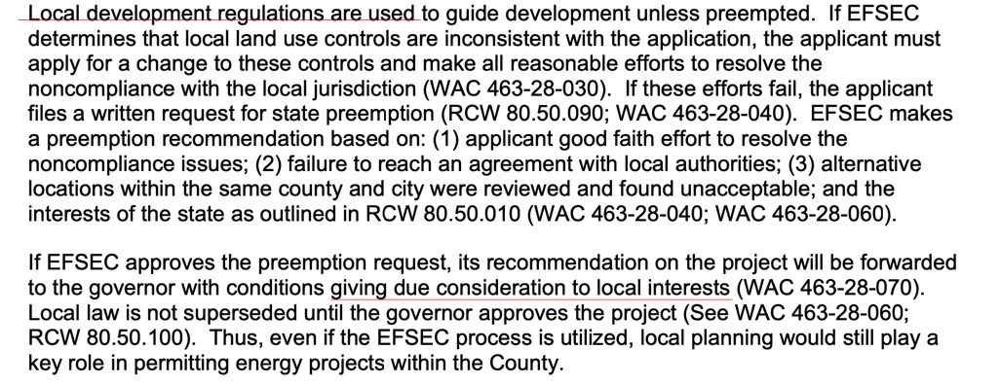 Local development regulations are used to guide development unless preempted.  If EFSEC
determines that local land use controls are inconsistent with the application, the applicant must
apply for a change to these controls and make all reasonable efforts to resolve the
noncompliance with the local jurisdiction (WAC 463-28-030).  If these efforts fail, the applicant
files a written request for state preemption (RCW 80.50.090; WAC 463-28-040).  EFSEC makes
a preemption recommendation based on: (1) applicant good faith effort to resolve the
noncompliance issues; (2) failure to reach an agreement with local authorities; (3) alternative
locations within the same county and city were reviewed and found unacceptable; and the
interests of the state as outlined in RCW 80.50.010 (WAC 463-28-040; WAC 463-28-060).

If EFSEC approves the preemption request, its recommendation on the project will be forwarded
to the governor with conditions giving due consideration to local interests (WAC 463-28-070).
Local law is not superseded until the governor approves the project (See WAC 463-28-060;
RCW 80.50.100).  Thus, even if the EFSEC process is utilized, local planning would still play a
key role in permitting energy projects within the County.